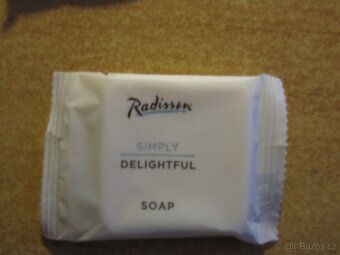 Radisson
SIMPLY
DELIGHTFUL
SOAP
© Bazos.cz